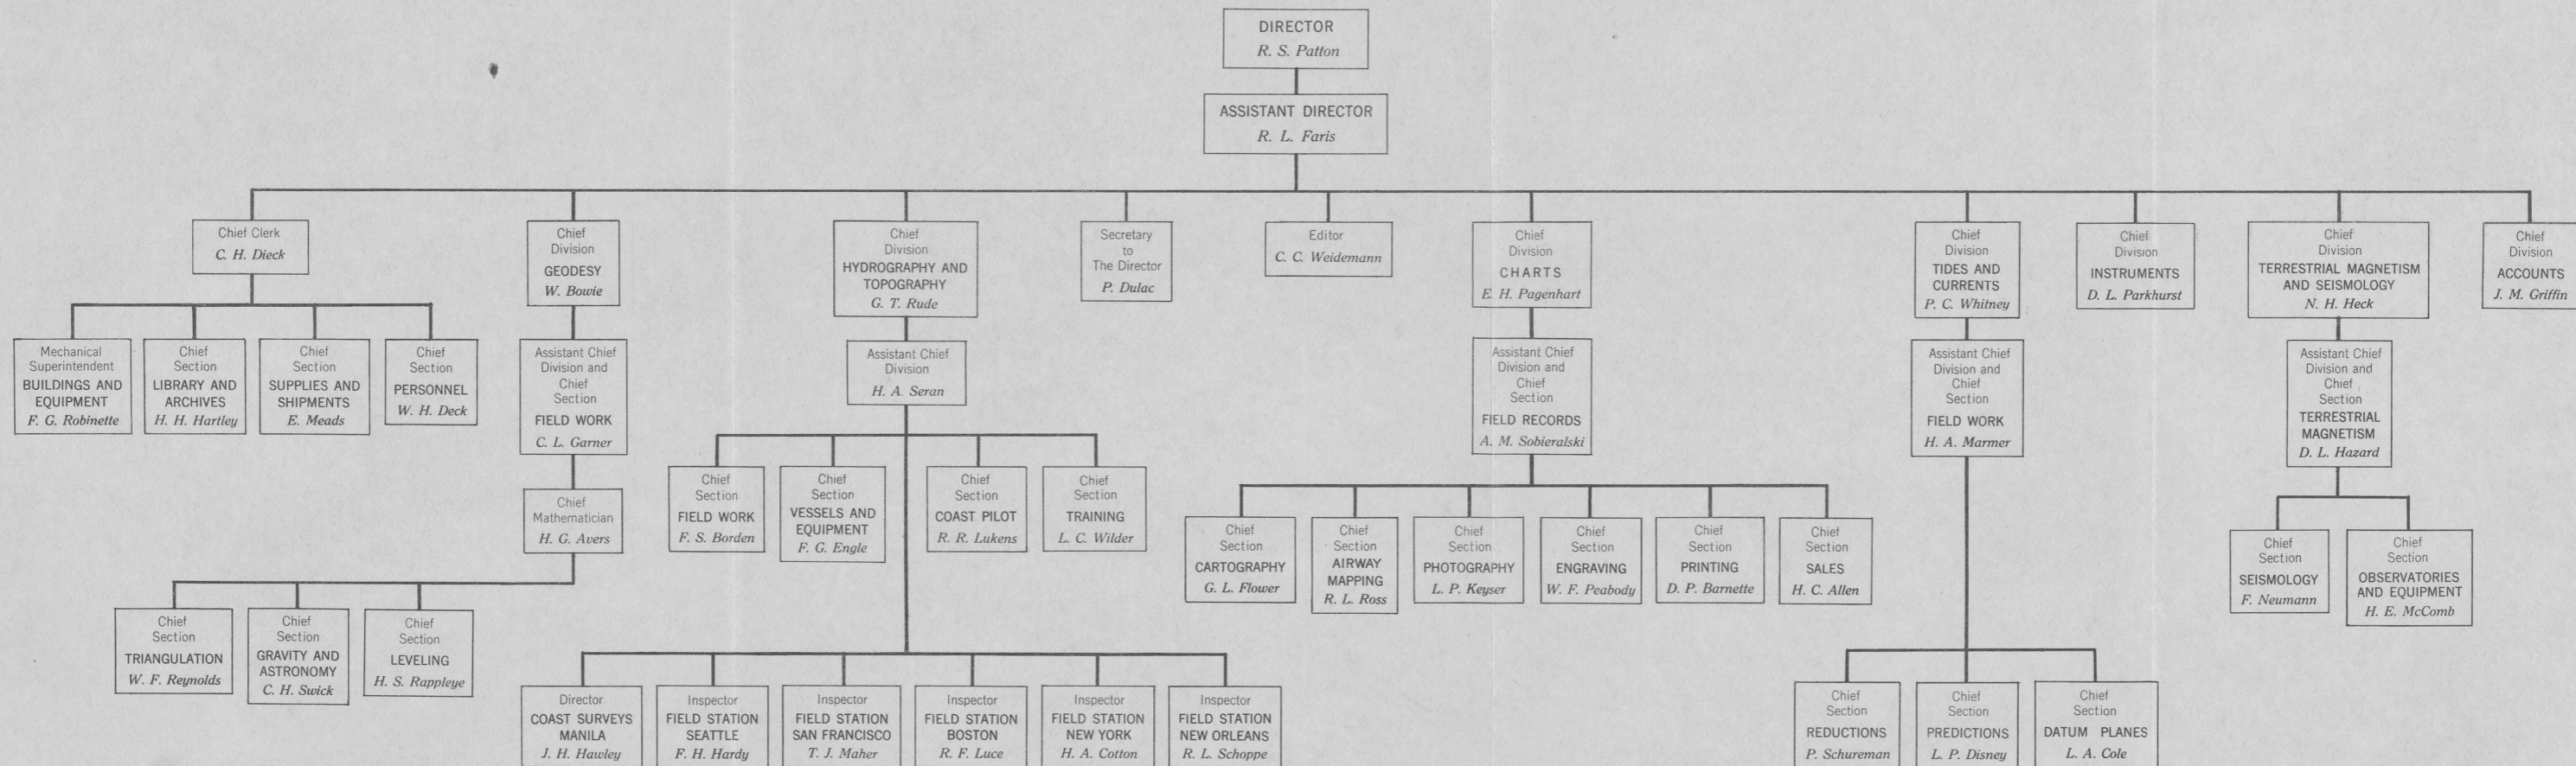 DIRECTOR
R. S. Patton
ASSISTANT DIRECTOR
R. L. Faris
Chief Clerk
C. H. Dieck
Chief
Division
GEODESY
W. Bowie
Chief
Division
HYDROGRAPHY AND
TOPOGRAPHY
G. T. Rude
Secretary
to
The Director
P. Dulac
Editor
C. C. Weidemann
Chief
Division
CHARTS
E. H. Pagenhart
Chief
Division
TIDES AND
CURRENTS
P. C. Whitney
Chief
Division
INSTRUMENTS
D. L. Parkhurst
Chief
Division
TERRESTRIAL MAGNETISM
AND SEISMOLOGY
N. H. Heck
Chief
Division
ACCOUNTS
J. M. Griffin
Mechanical
Superintendent
BUILDINGS AND
EQUIPMENT
F. G. Robinette
Chief
Section
LIBRARY AND
ARCHIVES
H. H. Hartley
Chief
Section
SUPPLIES AND
SHIPMENTS
E. Meads
Chief
Section
PERSONNEL
W. H. Deck
Assistant Chief
Division and
Chief
Section
FIELD WORK
C. L. Garner
Assistant Chief
Division
H. A. Seran
Assistant Chief
Division and
Chief
Section
FIELD RECORDS
A. M. Sobieralski
Assistant Chief
Division and
Chief
Section
FIELD WORK
H. A. Marmer
Assistant Chief
Division and
Chief
Section
TERRESTRIAL
MAGNETISM
D. L. Hazard
Chief
Mathematician
H. G. Avers
Chief
Section
FIELD WORK
F. S. Borden
Chief
Section
VESSELS AND
EQUIPMENT
F. G. Engle
Chief
Section
COAST PILOT
R. R. Lukens
Chief
Section
TRAINING
L. C. Wilder
Chief
Section
CARTOGRAPHY
G. L. Flower
Chief
Section
AIRWAY
MAPPING
R. L. Ross
Chief
Section
PHOTOGRAPHY
L. P. Keyser
Chief
Section
ENGRAVING
W. F. Peabody
Chief
Section
PRINTING
D. P. Barnette
Chief
Section
SALES
H. C. Allen
Chief
Section
SEISMOLOGY
F. Neumann
Chief
Section
OBSERVATORIES
AND EQUIPMENT
H. E. McComb
Chief
Section
TRIANGULATION
W. F. Reynolds
Chief
Section
GRAVITY AND
ASTRONOMY
C. H. Swick
Chief
Section
LEVELING
H. S. Rappleye
Director
COAST SURVEYS
MANILA
J. H. Hawley
Inspector
FIELD STATION
SEATTLE
F. H. Hardy
Inspector
FIELD STATION
SAN FRANCISCO
T. J. Maher
Inspector
FIELD STATION
BOSTON
R. F. Luce
Inspector
FIELD STATION
NEW YORK
H. A. Cotton
Inspector
FIELD STATION
NEW ORLEANS
R. L. Schoppe
Chief
Section
REDUCTIONS
P. Schureman
Chief
Section
PREDICTIONS
L. P. Disney
Chief
Section
DATUM PLANES
L. A. Cole